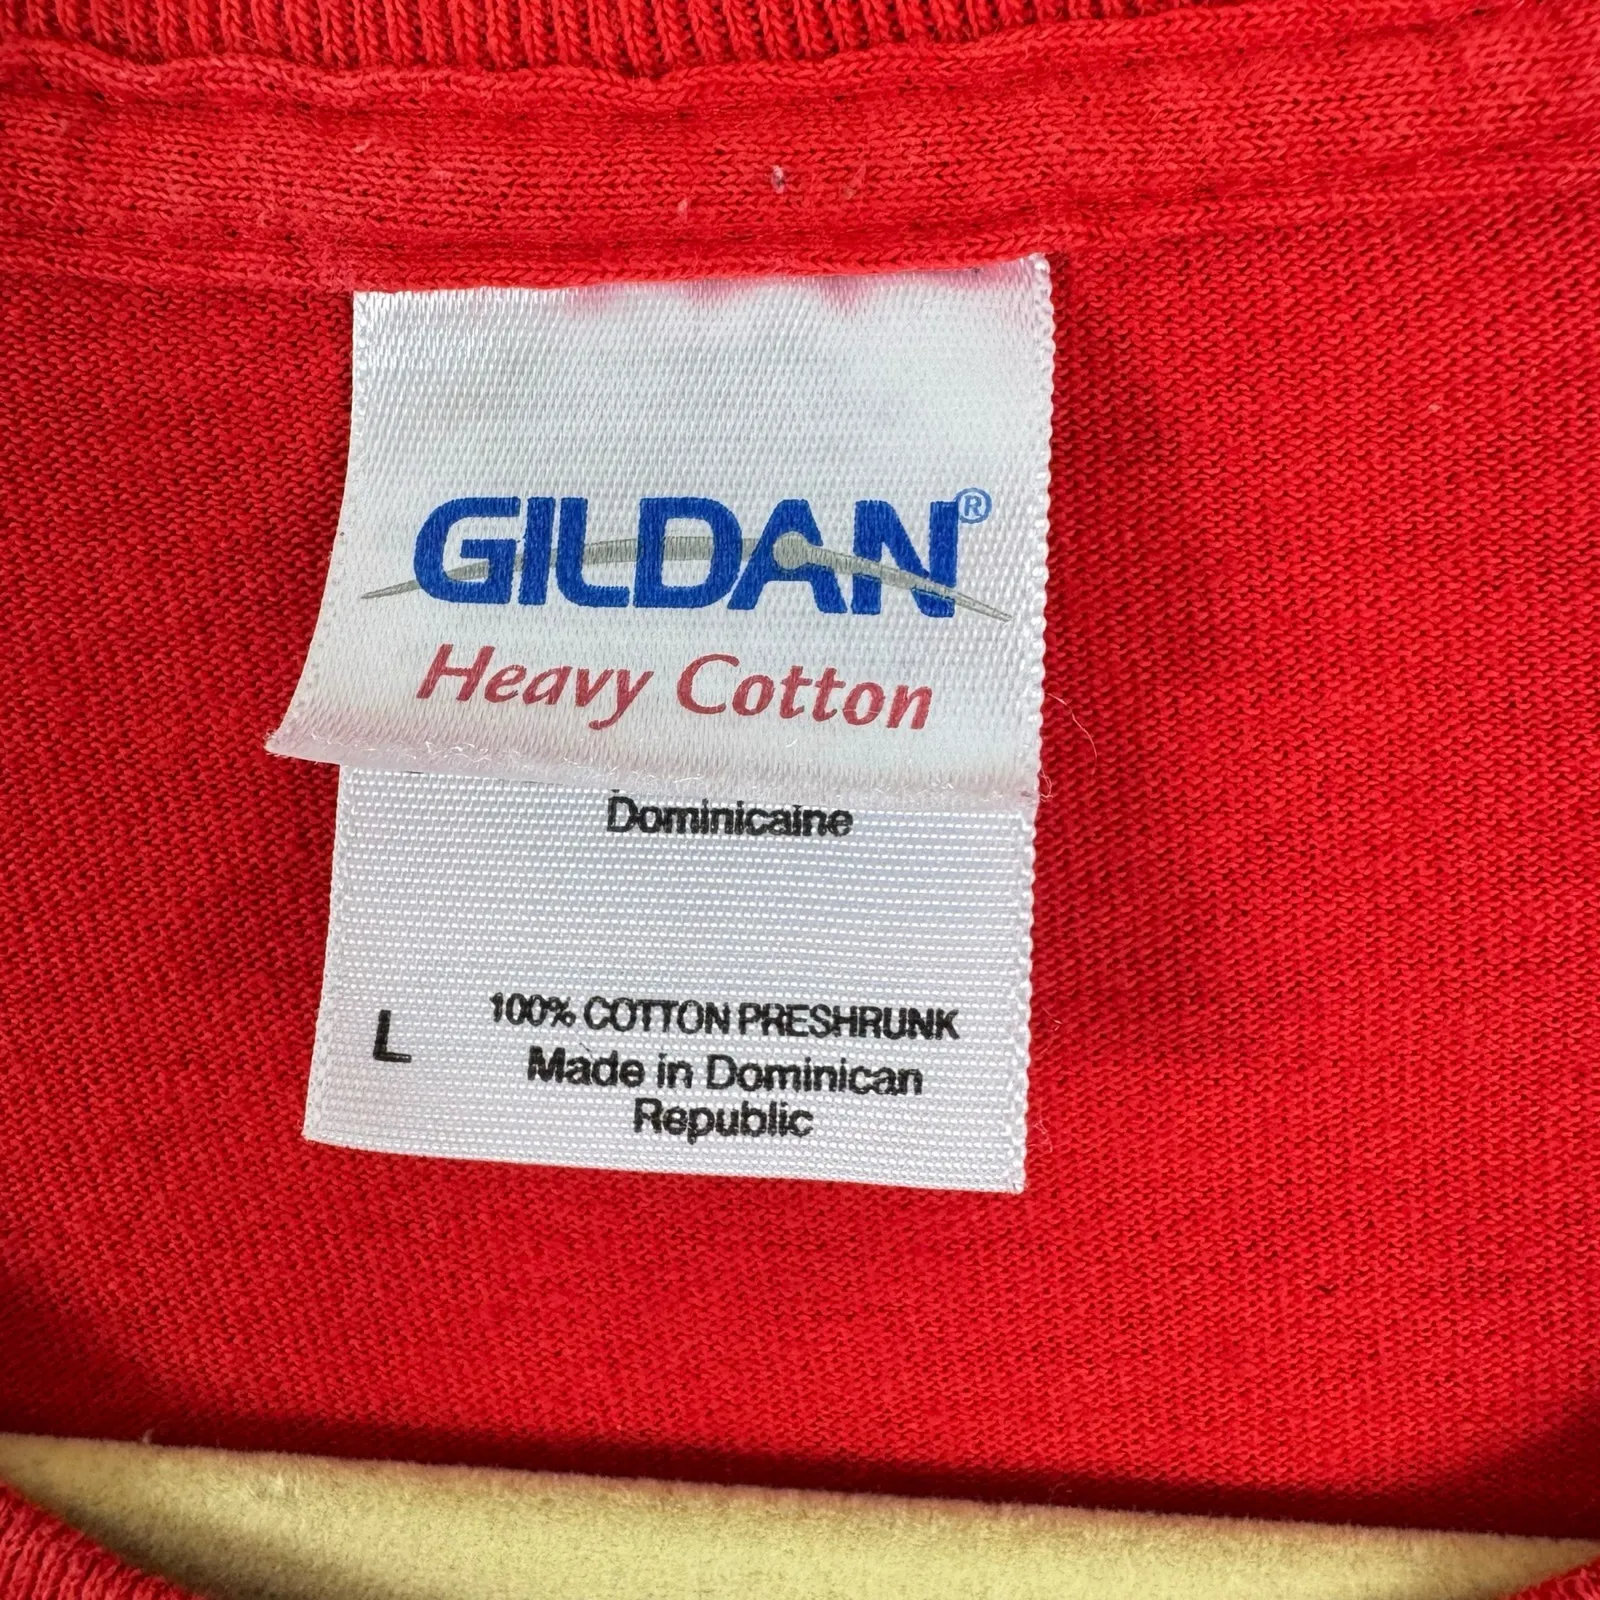 GILDAN®
Heavy Cotton
Dominicaine
100% COTTON PRESHRUNK
L
Made in Dominican
Republic